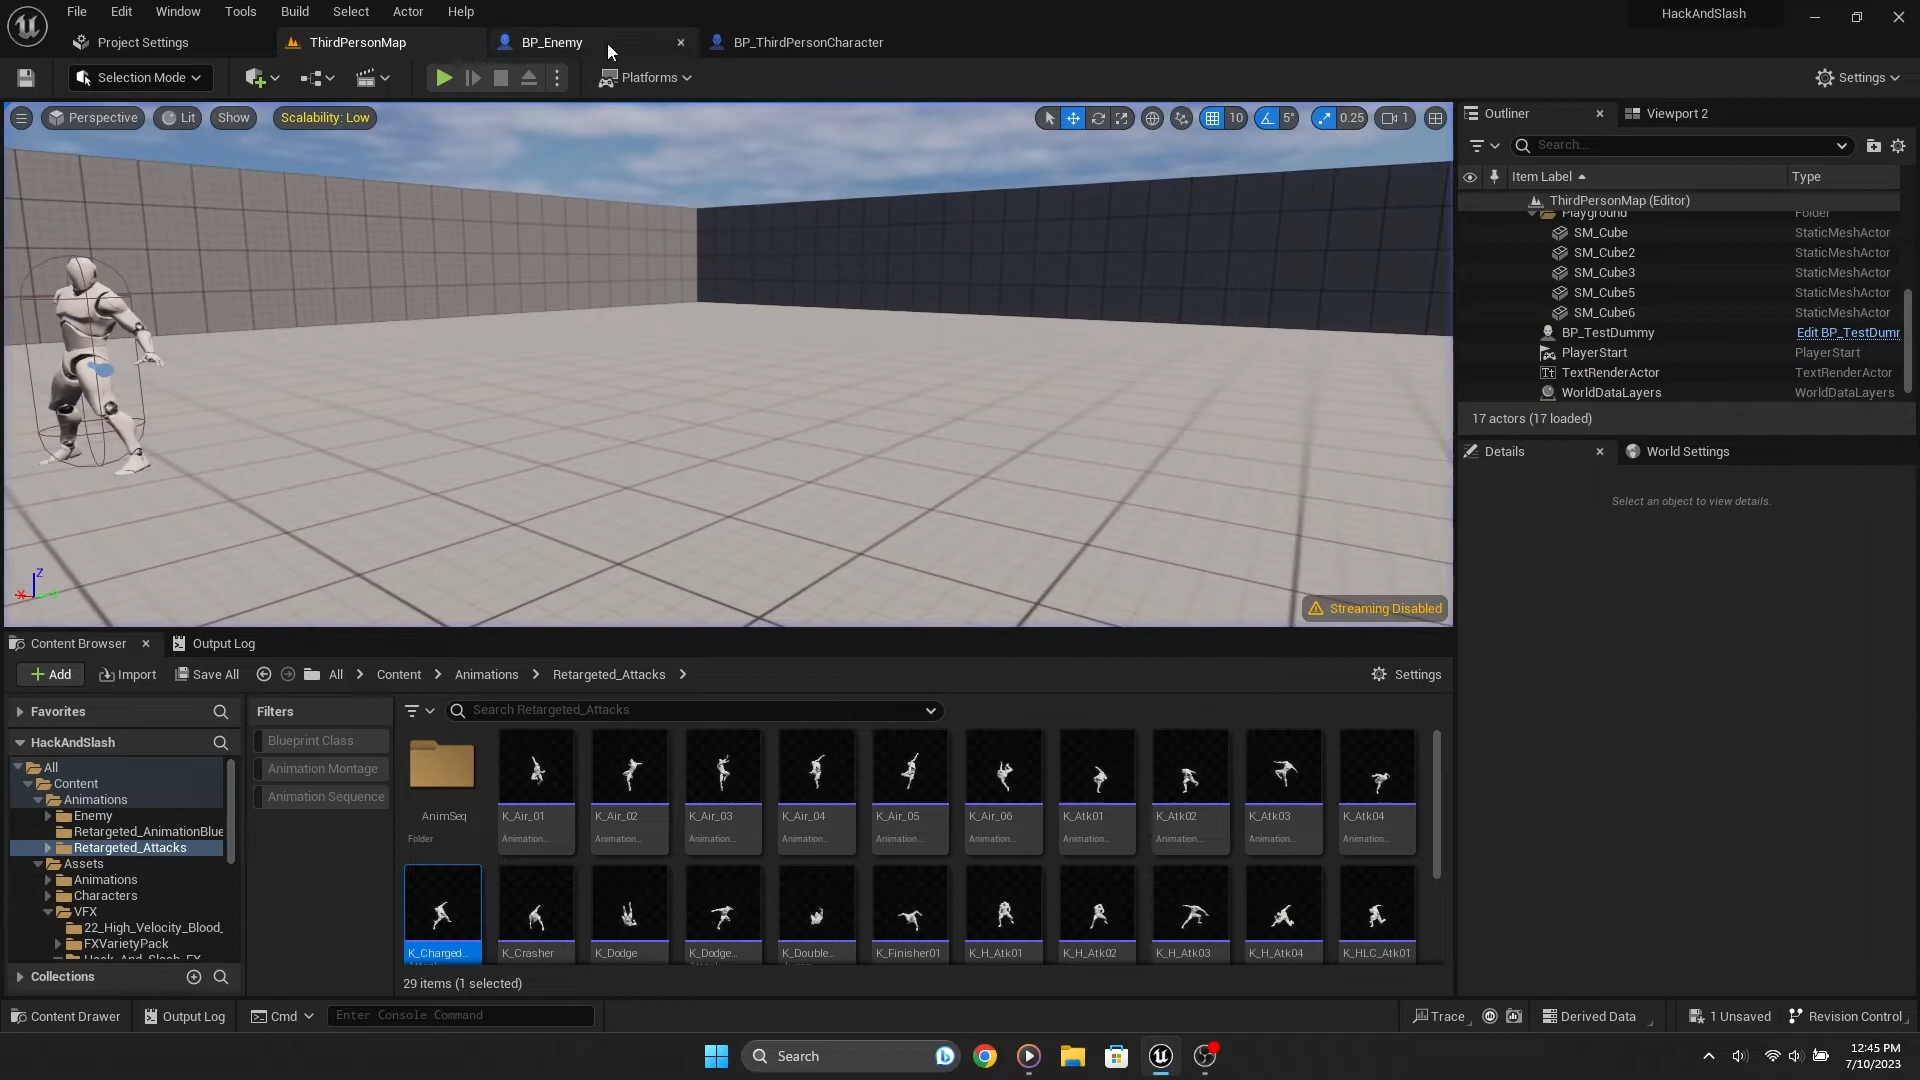 File Edit Window Tools Build Select Actor Help
HackAndSlash
Project Settings
ThirdPersonMap
BP_Enemy
BP_ThirdPersonCharacter
Selection Mode
Platforms
Settings
Perspective
Lit
Show
Scalability: Low
10
5°
0.25
1
Streaming Disabled
Outliner
Viewport 2
Search...
Item Label
Type
ThirdPersonMap (Editor)
Playground Folder
SM_Cube StaticMeshActor
SM_Cube2 StaticMeshActor
SM_Cube3 StaticMeshActor
SM_Cube5 StaticMeshActor
SM_Cube6 StaticMeshActor
BP_TestDummy Edit BP_TestDumr
PlayerStart PlayerStart
TextRenderActor TextRenderActor
WorldDataLayers WorldDataLayers
17 actors (17 loaded)
Details
World Settings
Select an object to view details.
Content Browser
Output Log
Add
Import
Save All
All > Content > Animations > Retargeted_Attacks >
Settings
Favorites
HackAndSlash
All
Content
Animations
Enemy
Retargeted_AnimationBlue
Retargeted_Attacks
Assets
Animations
Characters
VFX
22_High_Velocity_Blood_
FXVarietyPack
Hack_And_Slash_FX
Collections
Filters
Blueprint Class
Animation Montage
Animation Sequence
Search Retargeted_Attacks
AnimSeq
Folder
K_Air_01 K_Air_02 K_Air_03 K_Air_04 K_Air_05 K_Air_06 K_Atk01 K_Atk02 K_Atk03 K_Atk04
Animation... Animation... Animation... Animation... Animation... Animation... Animation... Animation... Animation... Animation...
K_Charged... K_Crasher K_Dodge K_Dodge... K_Double... K_Finisher01 K_H_Atk01 K_H_Atk02 K_H_Atk03 K_H_Atk04 K_HLC_Atk01
29 items (1 selected)
Content Drawer
Output Log
Cmd
Enter Console Command
Trace
Derived Data
1 Unsaved
Revision Control
Search
12:45 PM
7/10/2023